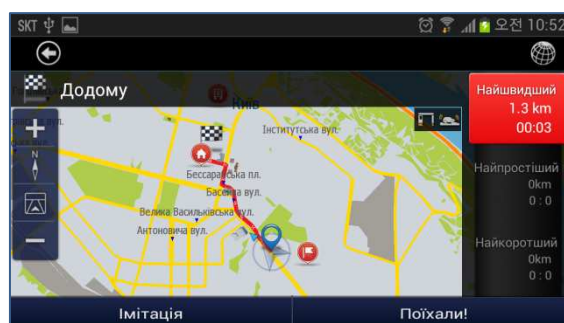 SKT 오전 10:52
Додому
Найшвидший
1.3 km
00:03
Київ
Інститутська вул.
Бессарабська пл.
Басейна вул.
Велика Васильківська вул.
Антоновича вул.
N
Найпростіший
0km
0 : 0
Найкоротший
0km
0 : 0
Імітація
Поїхали!